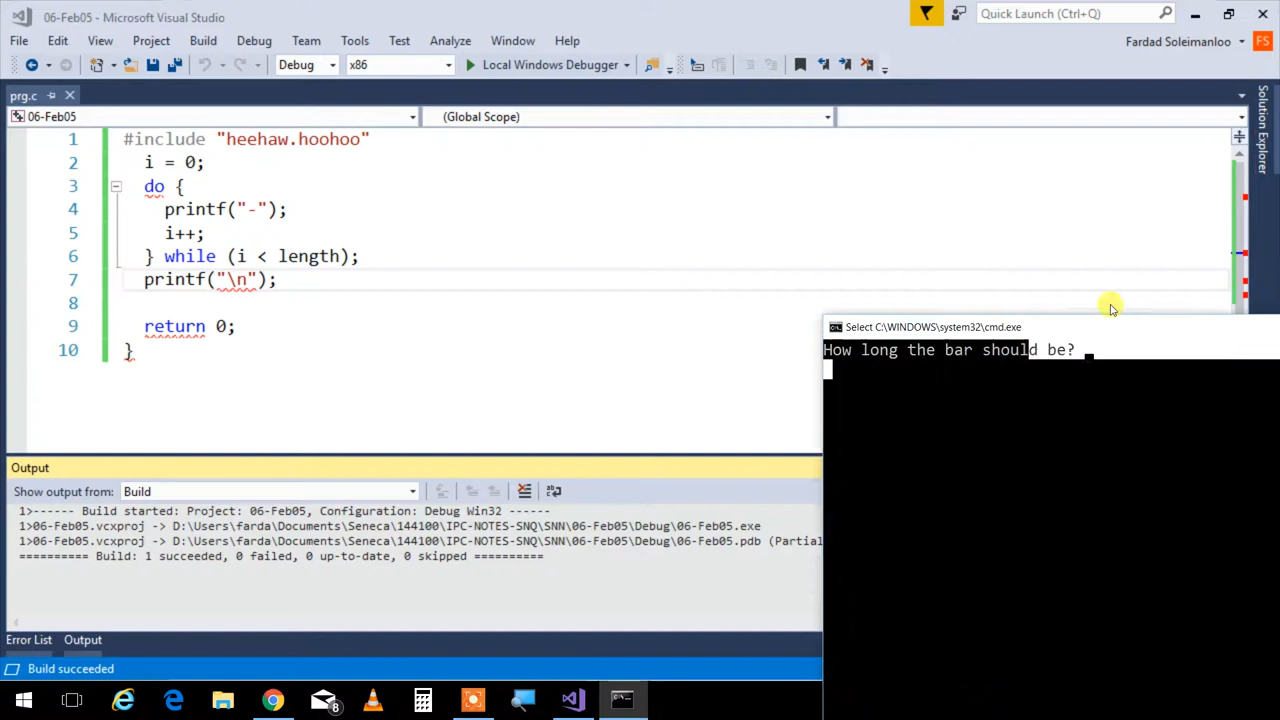 06-Feb05 - Microsoft Visual Studio
Quick Launch (Ctrl+Q)
File Edit View Project Build Debug Team Tools Test Analyze Window Help
Fardad Soleimanloo FS
Debug x86 Local Windows Debugger
prg.c
06-Feb05 (Global Scope)
Solution Explorer
1 #include "heehaw.hoohoo"
2 i = 0;
3 do {
4 printf("-");
5 i++;
6 } while (i < length);
7 printf("\n");
8
9 return 0;
10 }
Select C:\WINDOWS\system32\cmd.exe
How long the bar should be?
Output
Show output from: Build
1>------ Build started: Project: 06-Feb05, Configuration: Debug Win32 ------
1>06-Feb05.vcxproj -> D:\Users\farda\Documents\Seneca\144100\IPC-NOTES-SNQ\SNN\06-Feb05\Debug\06-Feb05.exe
1>06-Feb05.vcxproj -> D:\Users\farda\Documents\Seneca\144100\IPC-NOTES-SNQ\SNN\06-Feb05\Debug\06-Feb05.pdb (Partial
========== Build: 1 succeeded, 0 failed, 0 up-to-date, 0 skipped ==========
Error List Output
Build succeeded
8